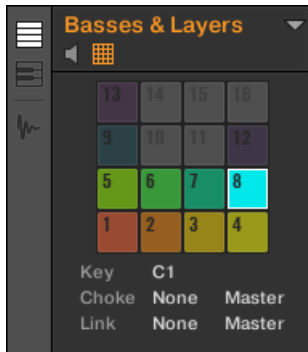 Basses & Layers
13 14 15 16
9 10 11 12
5 6 7 8
1 2 3 4
Key C1
Choke None Master
Link None Master